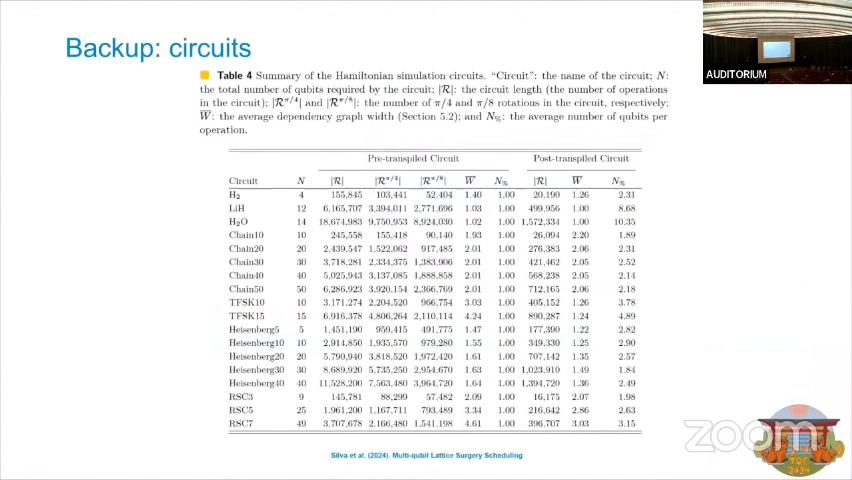 Backup: circuits
AUDITORIUM
Table 4 Summary of the Hamiltonian simulation circuits. “Circuit”: the name of the circuit; N:
the total number of qubits required by the circuit; |R|: the circuit length (the number of operations
in the circuit); |R^π/4| and |R^π/8|: the number of π/4 and π/8 rotations in the circuit, respectively;
W̅: the average dependency graph width (Section 5.2); and N%: the average number of qubits per
operation.
Pre-transpiled Circuit Post-transpiled Circuit
Circuit N |R| |R^π/4| |R^π/8| W̅ N% |R| W̅ N%
H₂ 4 155,845 103,441 52,404 1.40 1.00 20,190 1.26 2.31
LiH 12 6,165,707 3,394,011 2,771,696 1.03 1.00 499,956 1.00 8.68
H₂O 14 18,674,983 9,750,953 8,924,030 1.02 1.00 1,572,334 1.00 10.35
Chain10 10 245,558 155,418 90,140 1.93 1.00 26,094 2.20 1.89
Chain20 20 2,439,547 1,522,062 917,485 2.01 1.00 276,383 2.06 2.31
Chain30 30 3,718,281 2,334,375 1,383,906 2.01 1.00 421,462 2.05 2.52
Chain40 40 5,025,943 3,137,085 1,888,858 2.01 1.00 568,238 2.05 2.14
Chain50 50 6,286,923 3,920,154 2,366,769 2.01 1.00 712,165 2.06 2.18
TFSK10 10 3,171,274 2,204,520 966,754 3.03 1.00 405,152 1.26 3.78
TFSK15 15 6,916,378 4,806,264 2,110,114 4.24 1.00 890,287 1.24 4.89
Heisenberg5 5 1,451,190 959,415 491,775 1.47 1.00 177,390 1.22 2.82
Heisenberg10 10 2,914,850 1,935,570 979,280 1.55 1.00 349,330 1.25 2.90
Heisenberg20 20 5,790,940 3,818,520 1,972,420 1.61 1.00 707,142 1.35 2.57
Heisenberg30 30 8,689,920 5,735,250 2,954,670 1.63 1.00 1,023,910 1.49 1.84
Heisenberg40 40 11,528,200 7,563,480 3,964,720 1.64 1.00 1,394,720 1.36 2.49
RSC3 9 145,781 88,299 57,482 2.09 1.00 16,175 2.07 1.98
RSC5 25 1,961,200 1,167,711 793,489 3.34 1.00 216,642 2.86 2.63
RSC7 49 3,707,678 2,166,480 1,541,198 4.61 1.00 396,707 3.03 3.15
zoom
Silva et al. (2024). Multi-qubit Lattice Surgery Scheduling